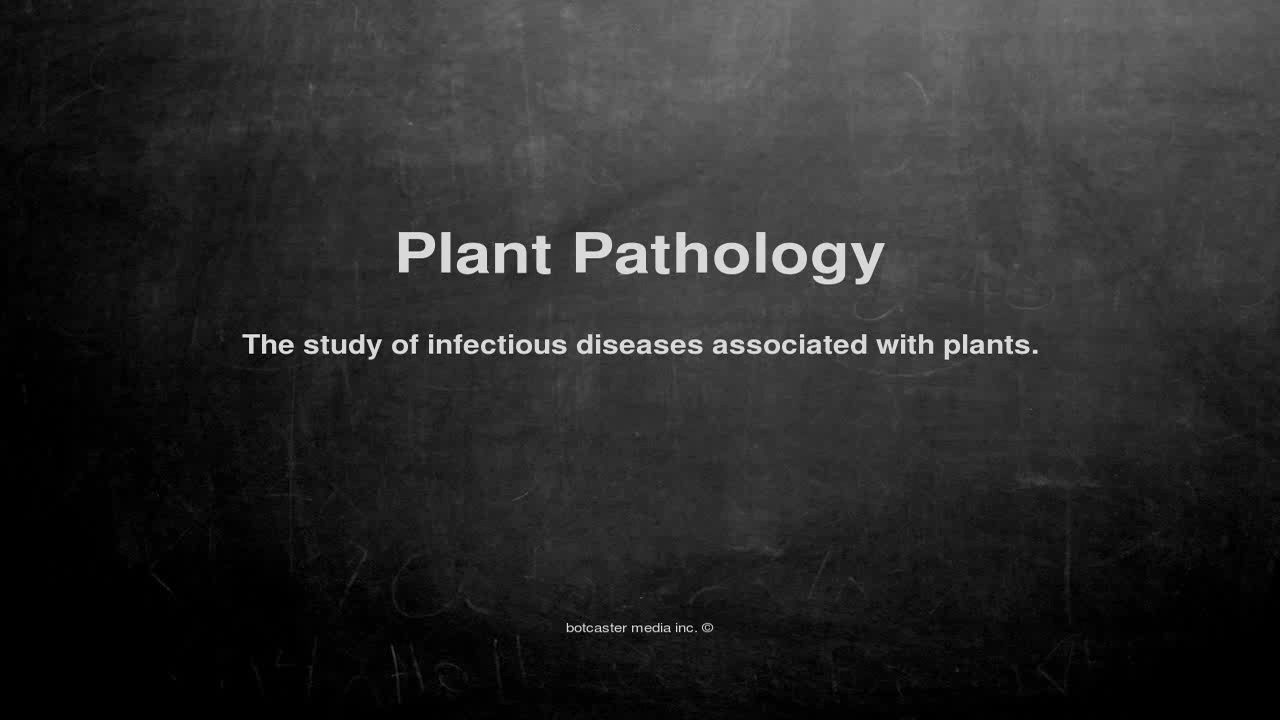 Plant Pathology
The study of infectious diseases associated with plants.
botcaster media inc. ©